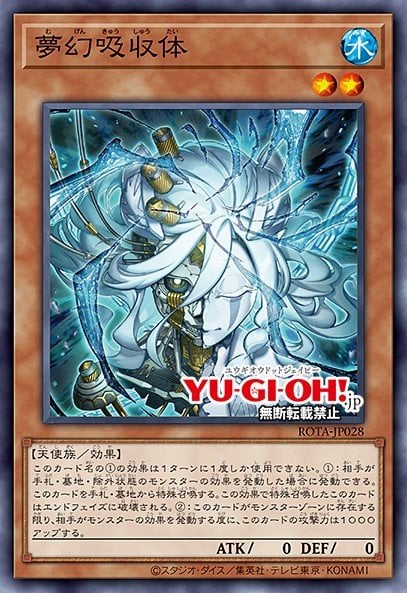 むげんきゅうしゅうたい
夢幻吸収体
水
ユウギオウドットジェイピー
YU-GI-OH!.jp
無断転載禁止
ROTA-JP028
【天使族／効果】
このカード名の①の効果は１ターンに１度しか使用できない。①：相手が
手札・墓地・除外状態のモンスターの効果を発動した場合に発動できる。
このカードを手札・墓地から特殊召喚する。この効果で特殊召喚したこのカード
はエンドフェイズに破壊される。②：このカードがモンスターゾーンに存在する
限り、相手がモンスターの効果を発動する度に、このカードの攻撃力は１０００
アップする。
ATK/ 0 DEF/ 0
©スタジオ・ダイス／集英社・テレビ東京・KONAMI